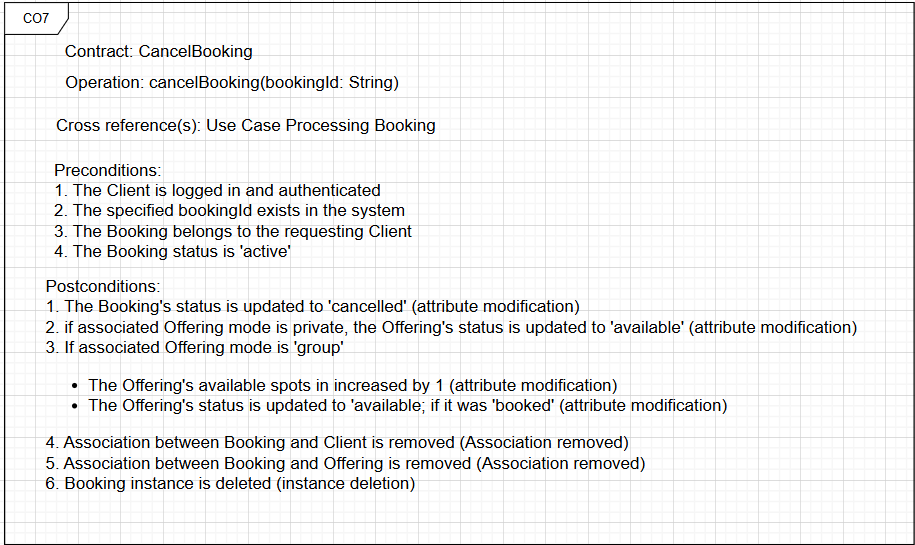 CO7
Contract: CancelBooking
Operation: cancelBooking(bookingId: String)
Cross reference(s): Use Case Processing Booking
Preconditions:
1. The Client is logged in and authenticated
2. The specified bookingId exists in the system
3. The Booking belongs to the requesting Client
4. The Booking status is 'active'
Postconditions:
1. The Booking's status is updated to 'cancelled' (attribute modification)
2. if associated Offering mode is private, the Offering's status is updated to 'available' (attribute modification)
3. If associated Offering mode is 'group'
• The Offering's available spots in increased by 1 (attribute modification)
• The Offering's status is updated to 'available; if it was 'booked' (attribute modification)
4. Association between Booking and Client is removed (Association removed)
5. Association between Booking and Offering is removed (Association removed)
6. Booking instance is deleted (instance deletion)